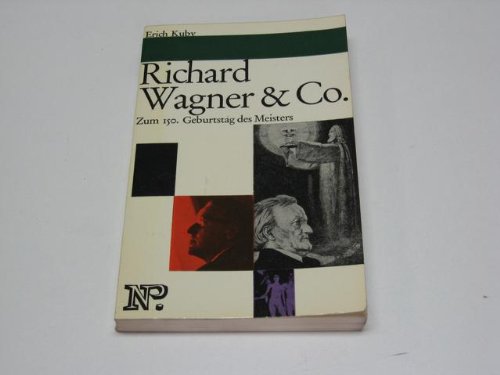 Erich Kuby
Richard
Wagner & Co.
Zum 150. Geburtstag des Meisters
NP.